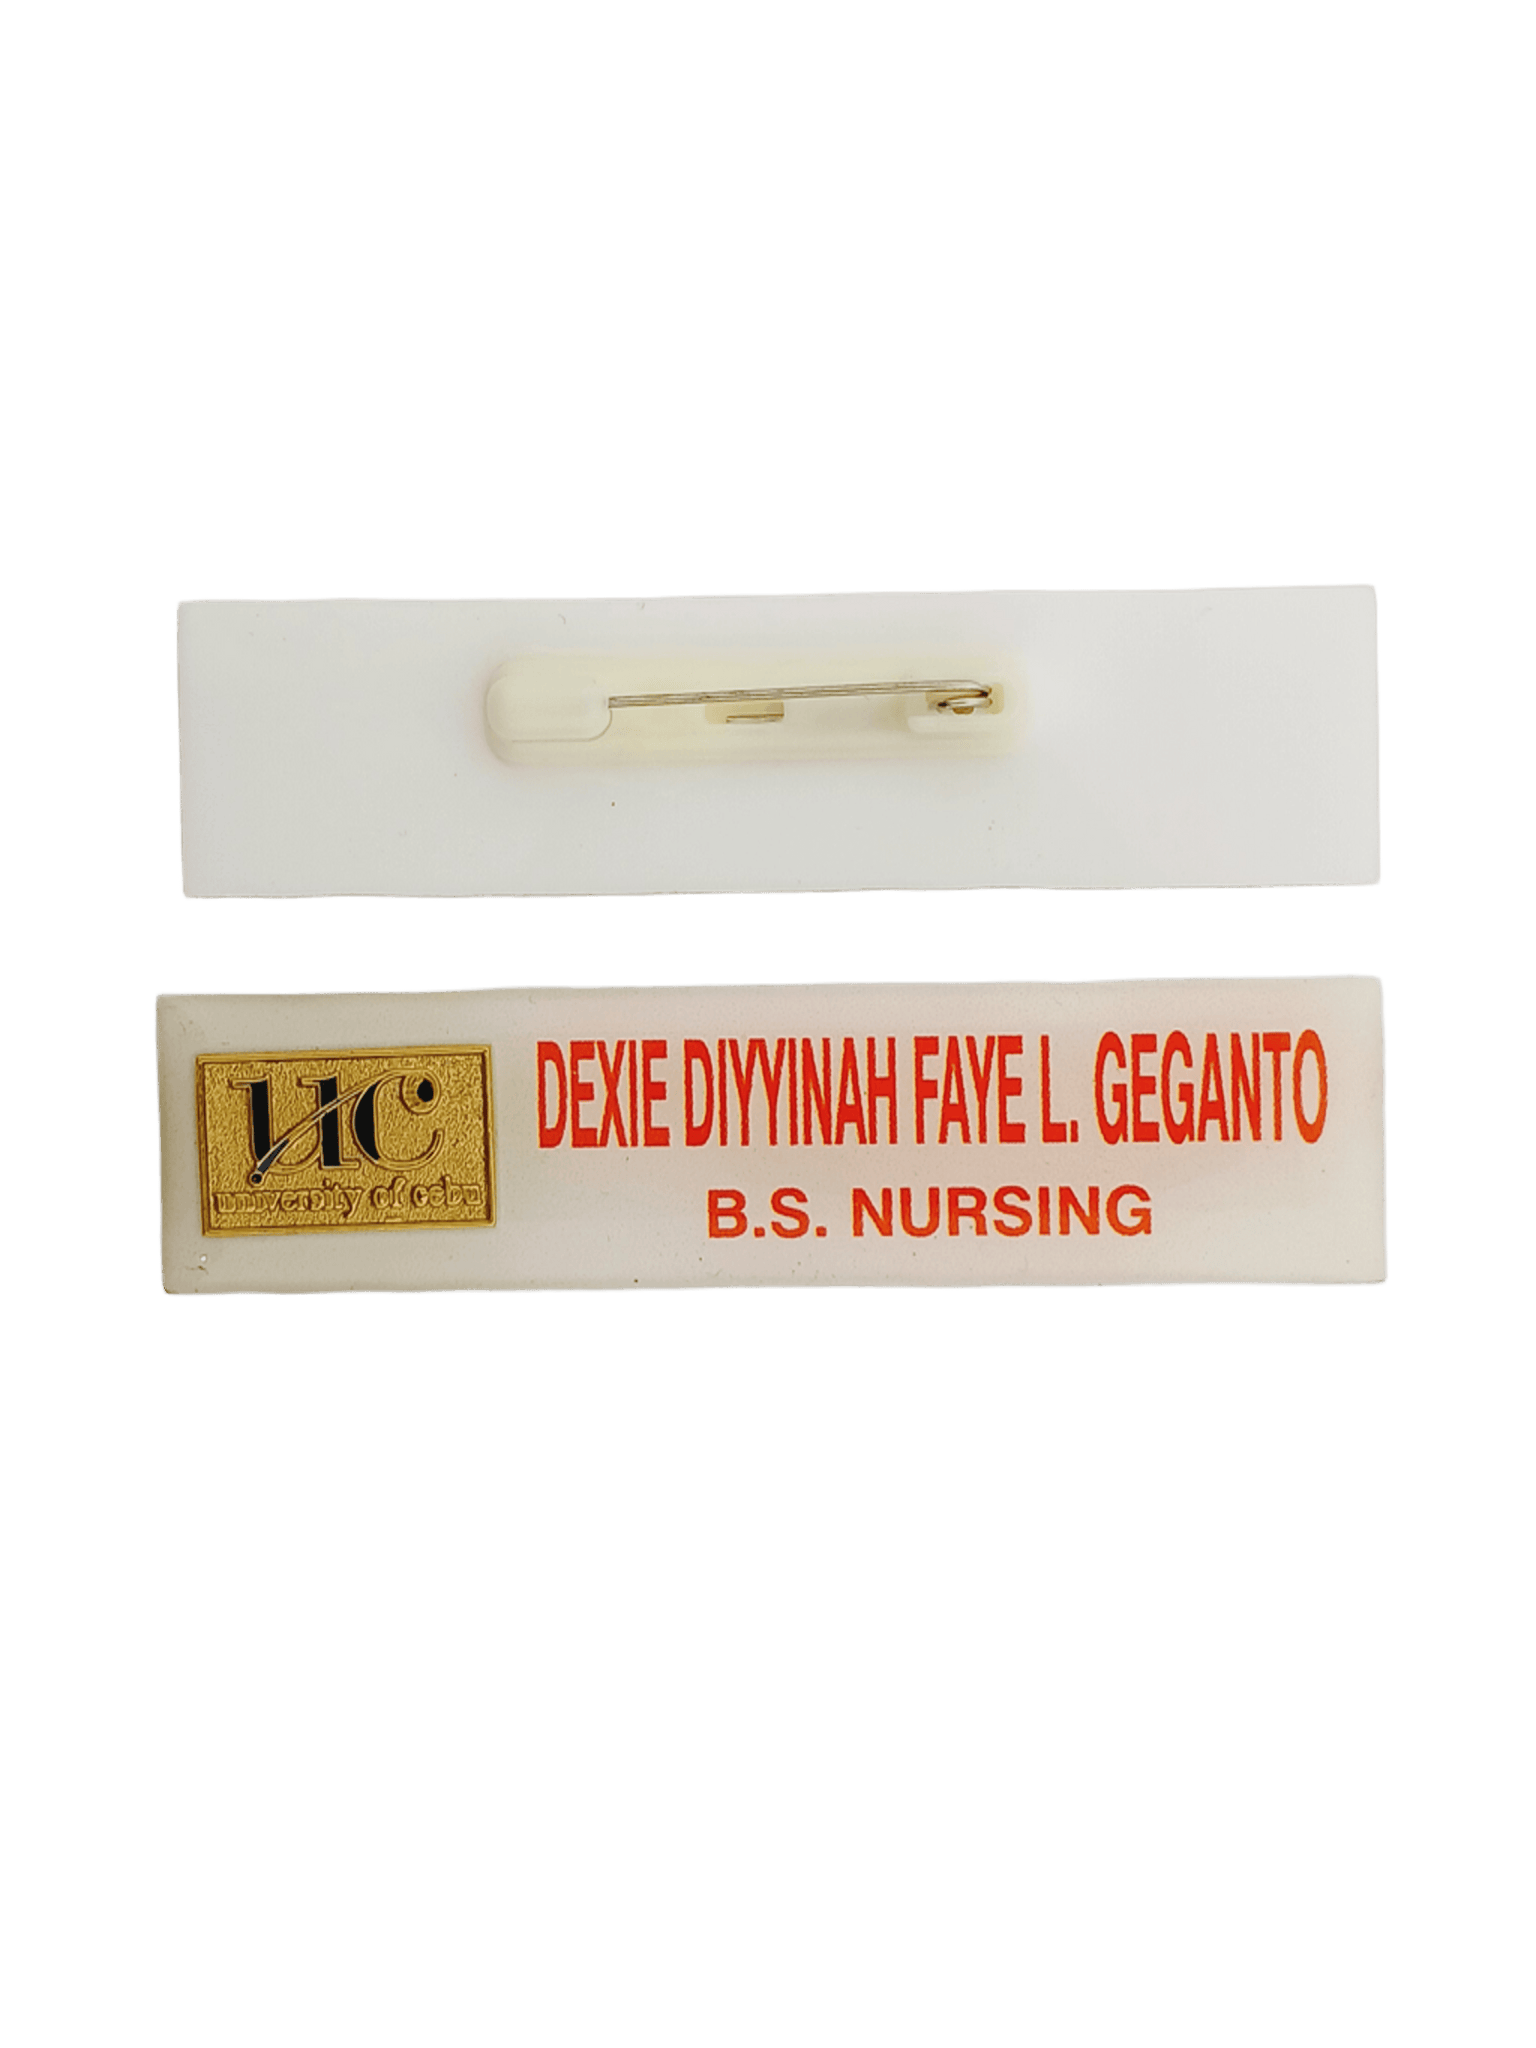 UC
university of cebu
DEXIE DIYYINAH FAYE L. GEGANTO
B.S. NURSING